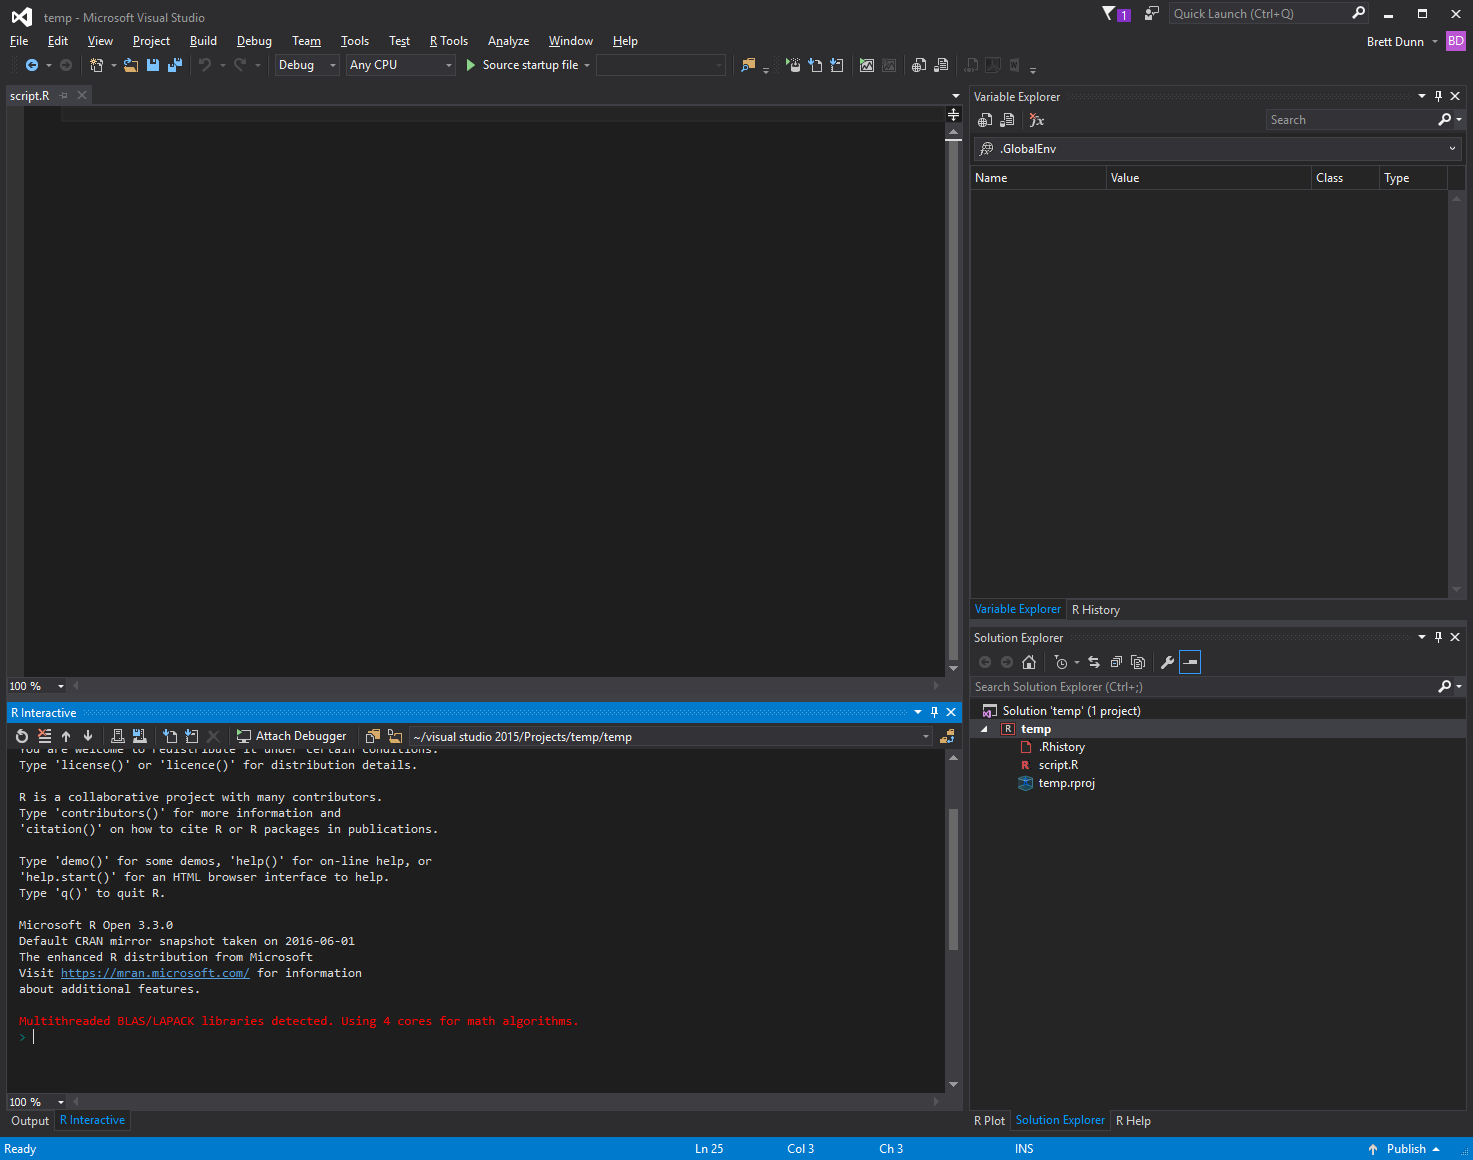 temp - Microsoft Visual Studio
1
Quick Launch (Ctrl+Q)
File Edit View Project Build Debug Team Tools Test R Tools Analyze Window Help
Brett Dunn BD
Debug Any CPU Source startup file
script.R
100 %
R Interactive
Attach Debugger ~/visual studio 2015/Projects/temp/temp
You are welcome to redistribute it under certain conditions.
Type 'license()' or 'licence()' for distribution details.
R is a collaborative project with many contributors.
Type 'contributors()' for more information and
'citation()' on how to cite R or R packages in publications.
Type 'demo()' for some demos, 'help()' for on-line help, or
'help.start()' for an HTML browser interface to help.
Type 'q()' to quit R.
Microsoft R Open 3.3.0
Default CRAN mirror snapshot taken on 2016-06-01
The enhanced R distribution from Microsoft
Visit https://mran.microsoft.com/ for information
about additional features.
Multithreaded BLAS/LAPACK libraries detected. Using 4 cores for math algorithms.
>
100 %
Output R Interactive
Variable Explorer
Search
.GlobalEnv
Name Value Class Type
Variable Explorer R History
Solution Explorer
Search Solution Explorer (Ctrl+;)
Solution 'temp' (1 project)
R temp
.Rhistory
R script.R
temp.rproj
R Plot Solution Explorer R Help
Ready Ln 25 Col 3 Ch 3 INS Publish